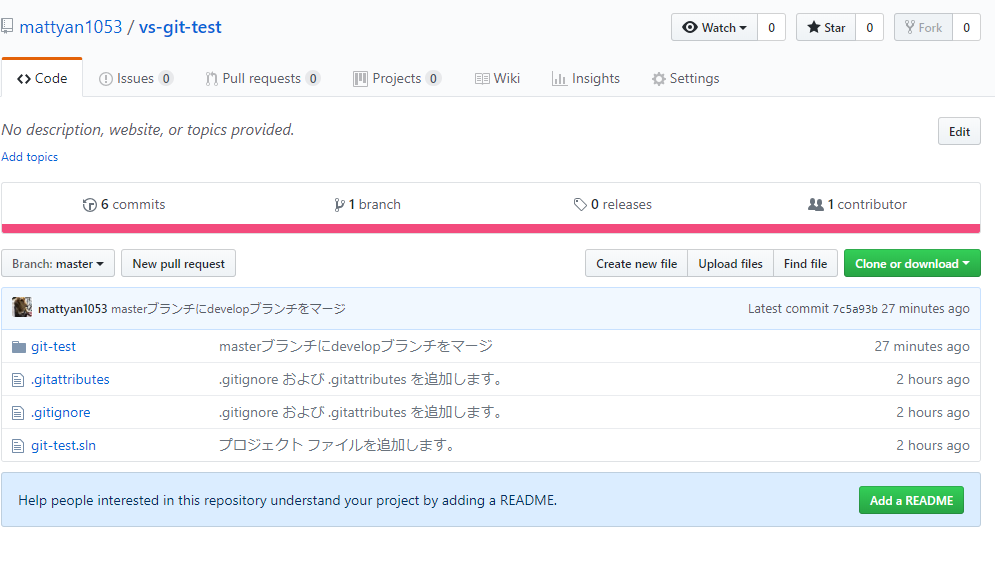 mattyan1053 / vs-git-test Watch 0 Star 0 Fork 0
Code Issues 0 Pull requests 0 Projects 0 Wiki Insights Settings
No description, website, or topics provided. Edit
Add topics
6 commits 1 branch 0 releases 1 contributor
Branch: master New pull request Create new file Upload files Find file Clone or download
mattyan1053 masterブランチにdevelopブランチをマージ Latest commit 7c5a93b 27 minutes ago
git-test masterブランチにdevelopブランチをマージ 27 minutes ago
.gitattributes .gitignore および .gitattributes を追加します。 2 hours ago
.gitignore .gitignore および .gitattributes を追加します。 2 hours ago
git-test.sln プロジェクト ファイルを追加します。 2 hours ago
Help people interested in this repository understand your project by adding a README. Add a README